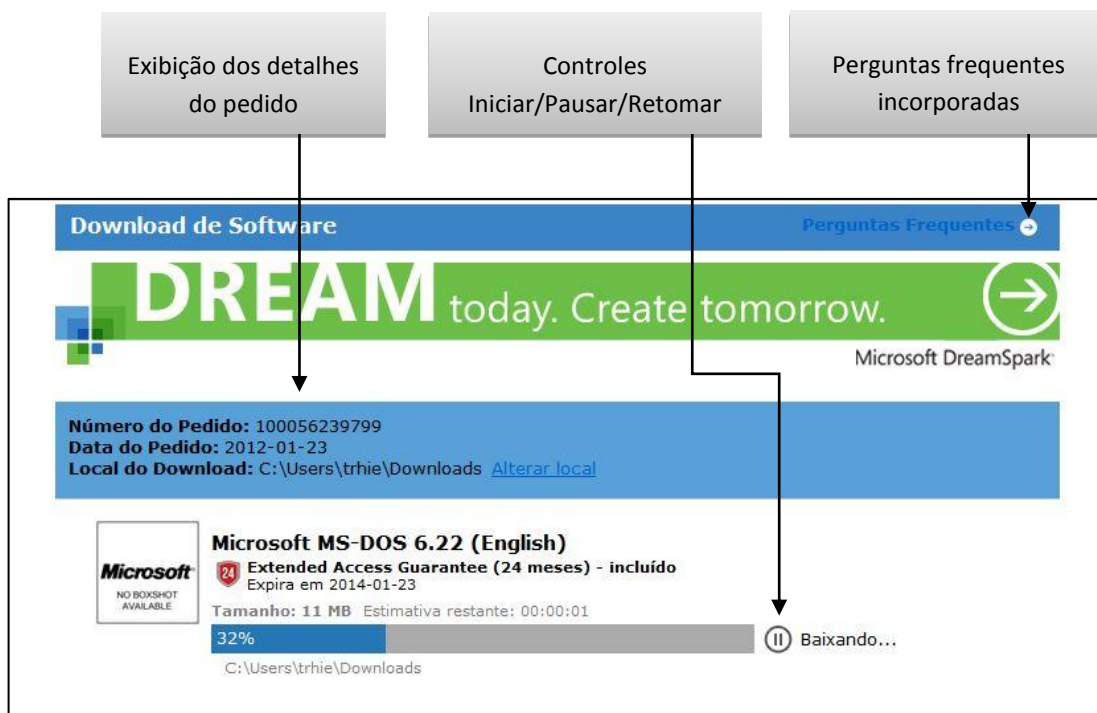 Exibição dos detalhes
do pedido
Controles
Iniciar/Pausar/Retomar
Perguntas frequentes
incorporadas
Download de Software
Perguntas Frequentes
DREAM today. Create tomorrow.
Microsoft DreamSpark
Número do Pedido: 100056239799
Data do Pedido: 2012-01-23
Local do Download: C:\Users\trhie\Downloads Alterar local
Microsoft
NO BOXSHOT
AVAILABLE
Microsoft MS-DOS 6.22 (English)
24 Extended Access Guarantee (24 meses) - incluído
Expira em 2014-01-23
Tamanho: 11 MB Estimativa restante: 00:00:01
32%
Baixando...
C:\Users\trhie\Downloads